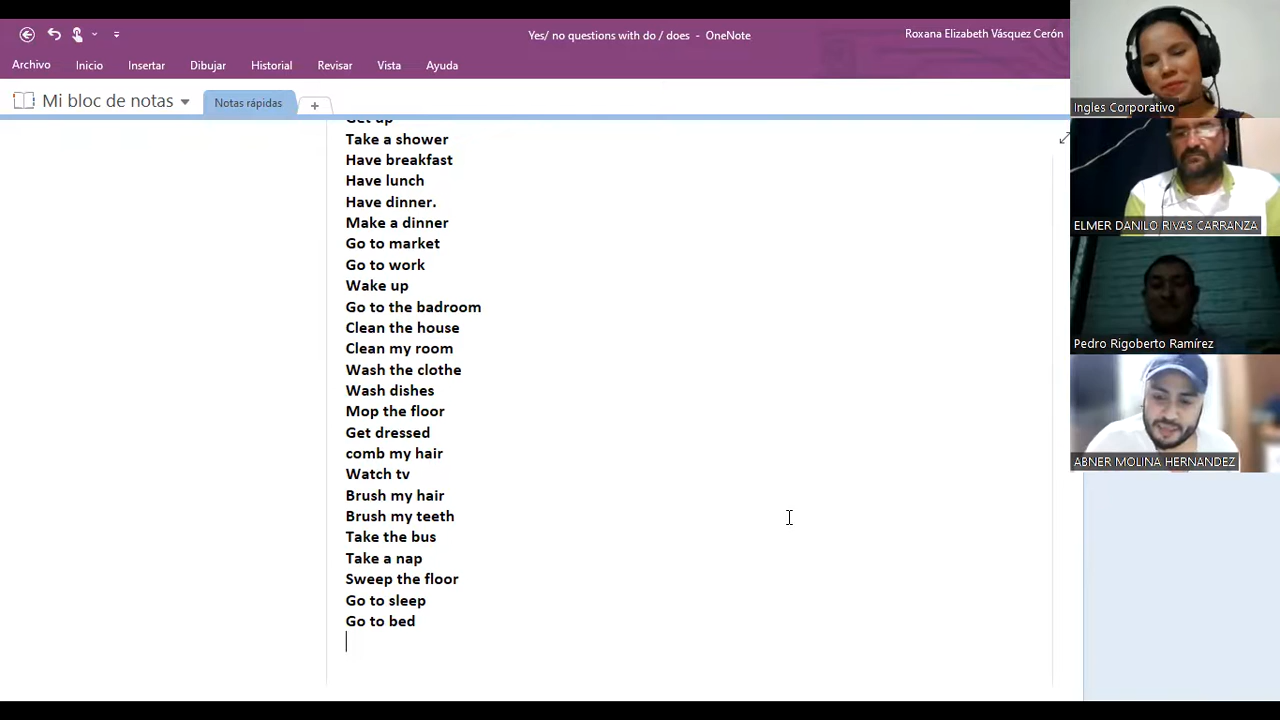 Yes/ no questions with do / does - OneNote
Roxana Elizabeth Vásquez Cerón
Archivo
Inicio
Insertar
Dibujar
Historial
Revisar
Vista
Ayuda
Mi bloc de notas
Notas rápidas
Get up
Take a shower
Have breakfast
Have lunch
Have dinner.
Make a dinner
Go to market
Go to work
Wake up
Go to the badroom
Clean the house
Clean my room
Wash the clothe
Wash dishes
Mop the floor
Get dressed
comb my hair
Watch tv
Brush my hair
Brush my teeth
Take the bus
Take a nap
Sweep the floor
Go to sleep
Go to bed
Ingles Corporativo
ELMER DANILO RIVAS CARRANZA
Pedro Rigoberto Ramírez
ABNER MOLINA HERNANDEZ